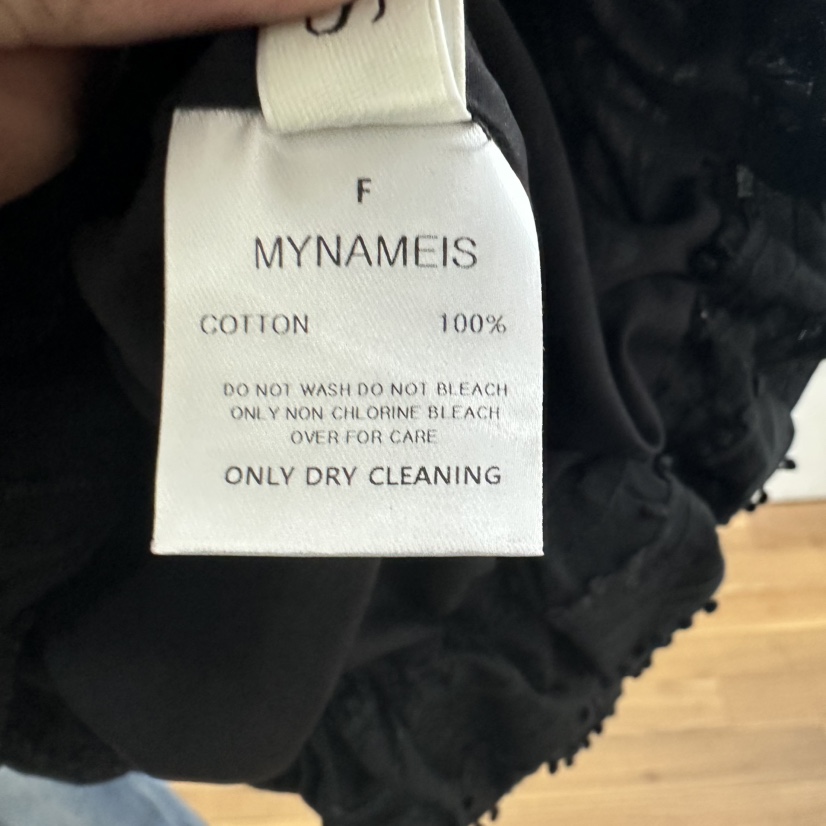 S
F
MYNAMEIS
COTTON 100%
DO NOT WASH DO NOT BLEACH
ONLY NON CHLORINE BLEACH
OVER FOR CARE
ONLY DRY CLEANING